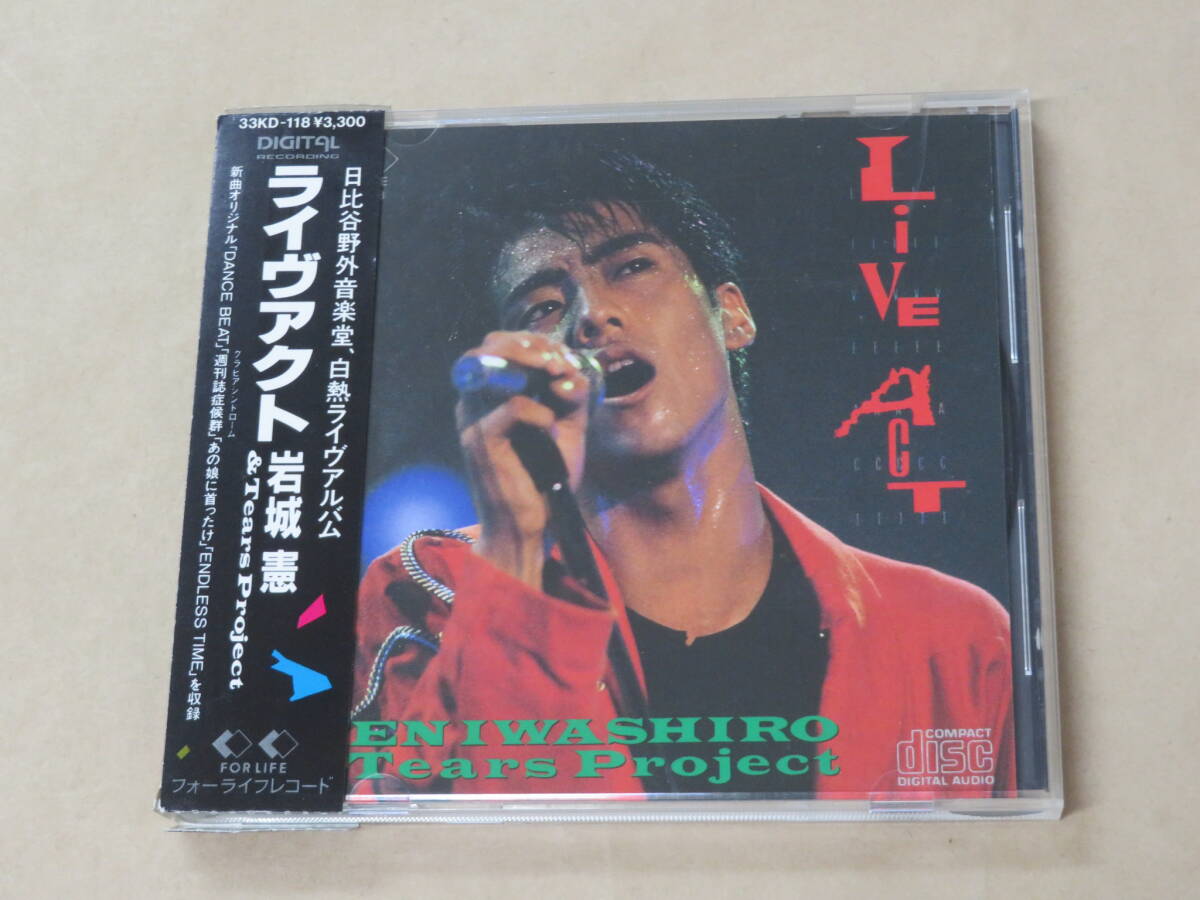 33KD-118 ¥3,300
DIGITAL
RECORDING
日比谷野外音楽堂、白熱ライヴアルバム
ライヴアクト 岩城 憲
& Tears Project
グラビアシンドローム
新曲オリジナル「DANCE BEAT」「週刊誌症候群」「あの娘に首ったけ」「ENDLESS TIME」を収録
FOR LIFE
フォーライフレコード
LiVE
ACT
EN IWASHIRO
Tears Project
COMPACT
disc
DIGITAL AUDIO